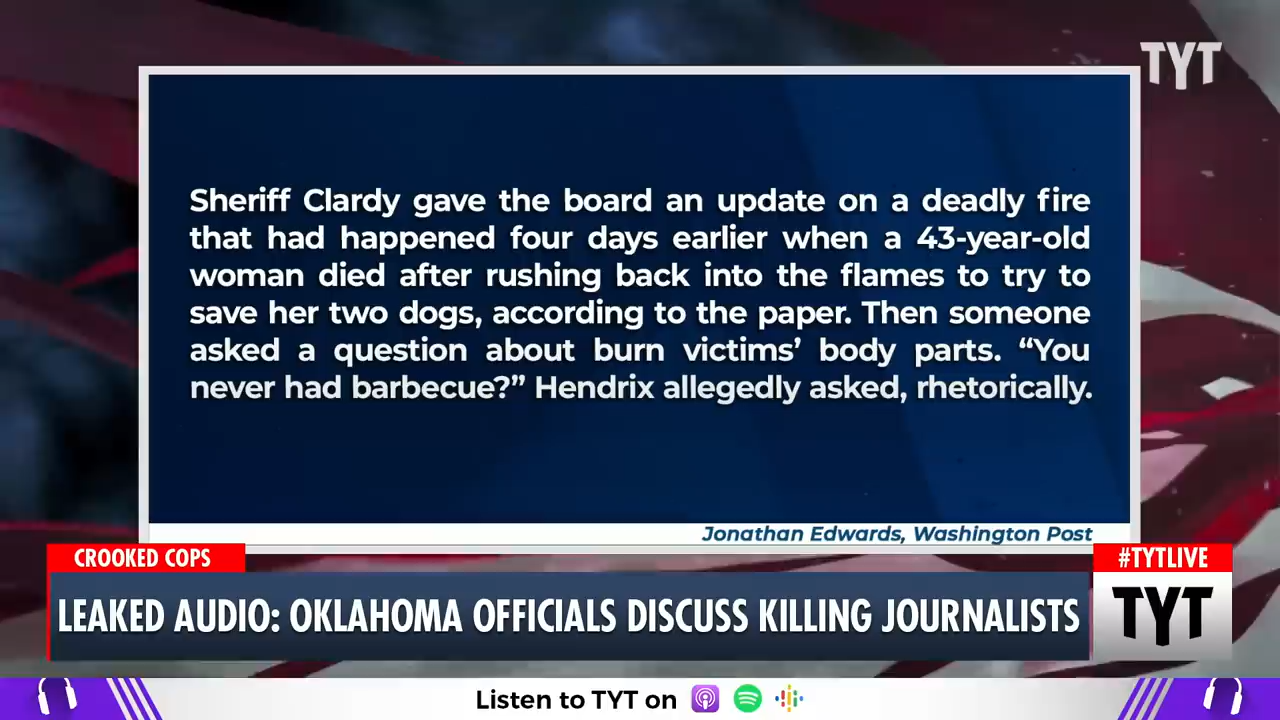 TYT
Sheriff Clardy gave the board an update on a deadly fire
that had happened four days earlier when a 43-year-old
woman died after rushing back into the flames to try to
save her two dogs, according to the paper. Then someone
asked a question about burn victims’ body parts. “You
never had barbecue?” Hendrix allegedly asked, rhetorically.
Jonathan Edwards, Washington Post
CROOKED COPS
#TYTLIVE
LEAKED AUDIO: OKLAHOMA OFFICIALS DISCUSS KILLING JOURNALISTS
TYT
Listen to TYT on